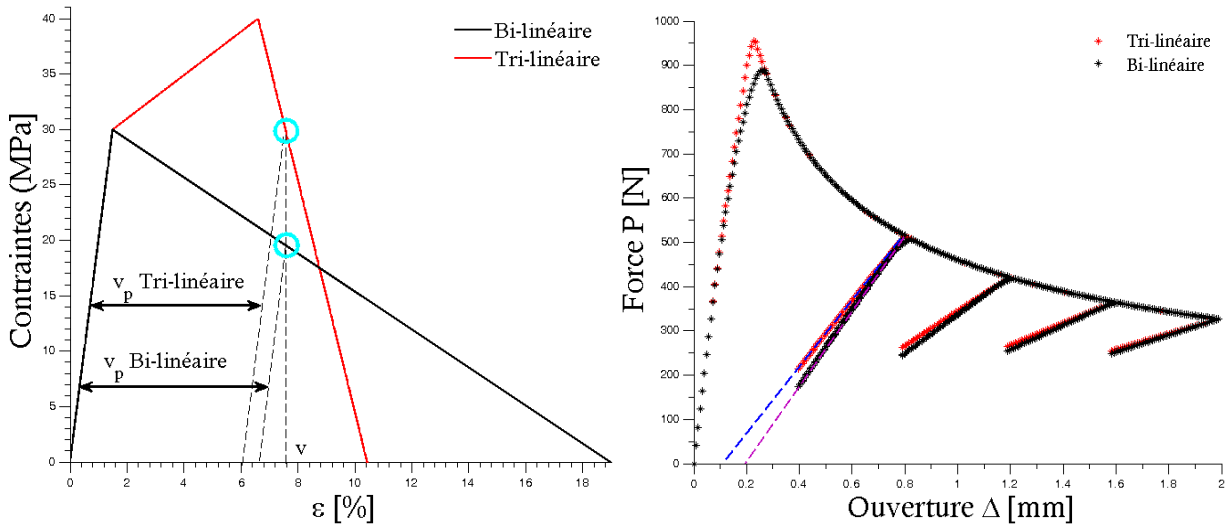 Contraintes (MPa)
40
35
30
25
20
15
10
5
0
Bi-linéaire
Tri-linéaire
v_p Tri-linéaire
v_p Bi-linéaire
v
0 2 4 6 8 10 12 14 16 18
ε [%]
Force P [N]
1000
900
800
700
600
500
400
300
200
100
0
Tri-linéaire
Bi-linéaire
0 0.2 0.4 0.6 0.8 1 1.2 1.4 1.6 1.8 2
Ouverture Δ [mm]